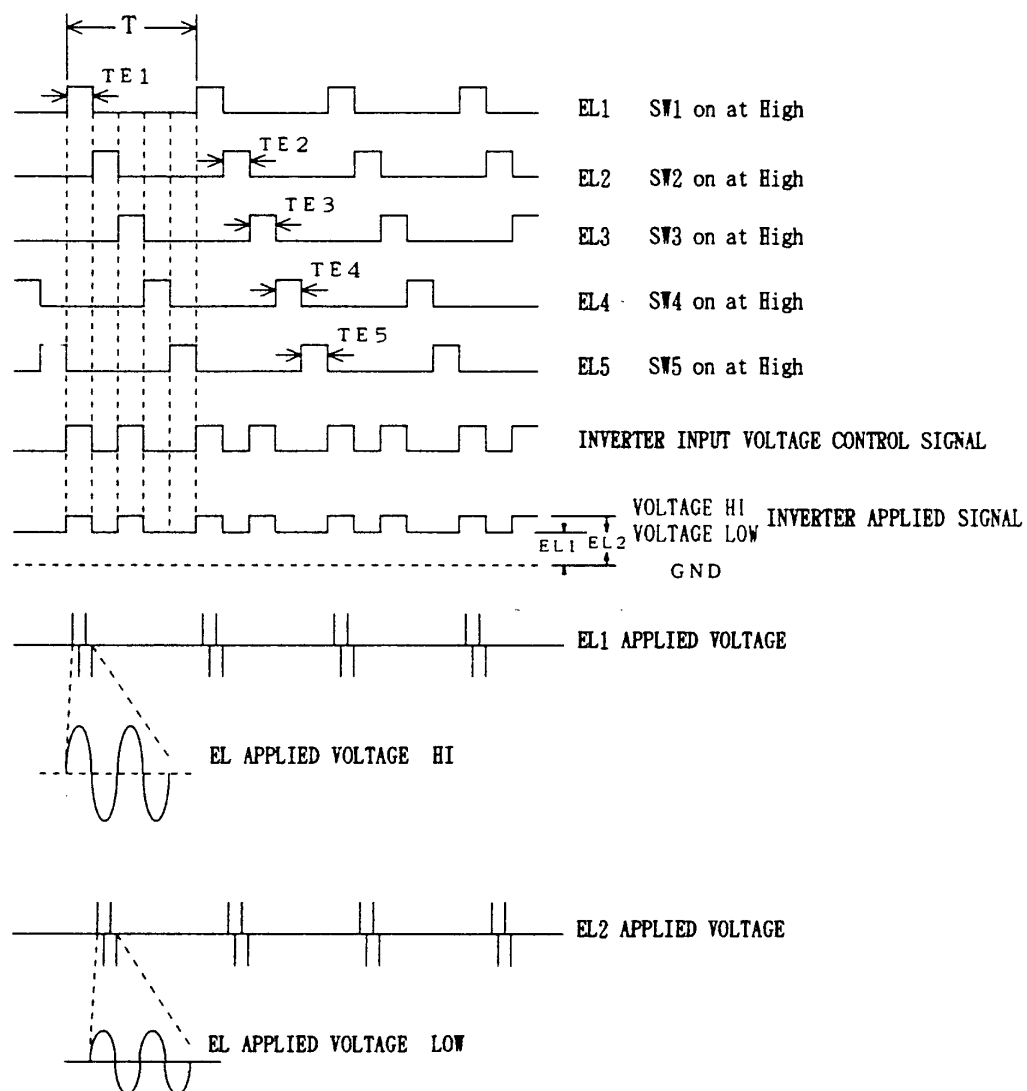 T
TE1
EL1 SW1 on at High
TE2
EL2 SW2 on at High
TE3
EL3 SW3 on at High
TE4
EL4 SW4 on at High
TE5
EL5 SW5 on at High
INVERTER INPUT VOLTAGE CONTROL SIGNAL
VOLTAGE HI
INVERTER APPLIED SIGNAL
VOLTAGE LOW
EL1 EL2
GND
EL1 APPLIED VOLTAGE
EL APPLIED VOLTAGE HI
EL2 APPLIED VOLTAGE
EL APPLIED VOLTAGE LOW